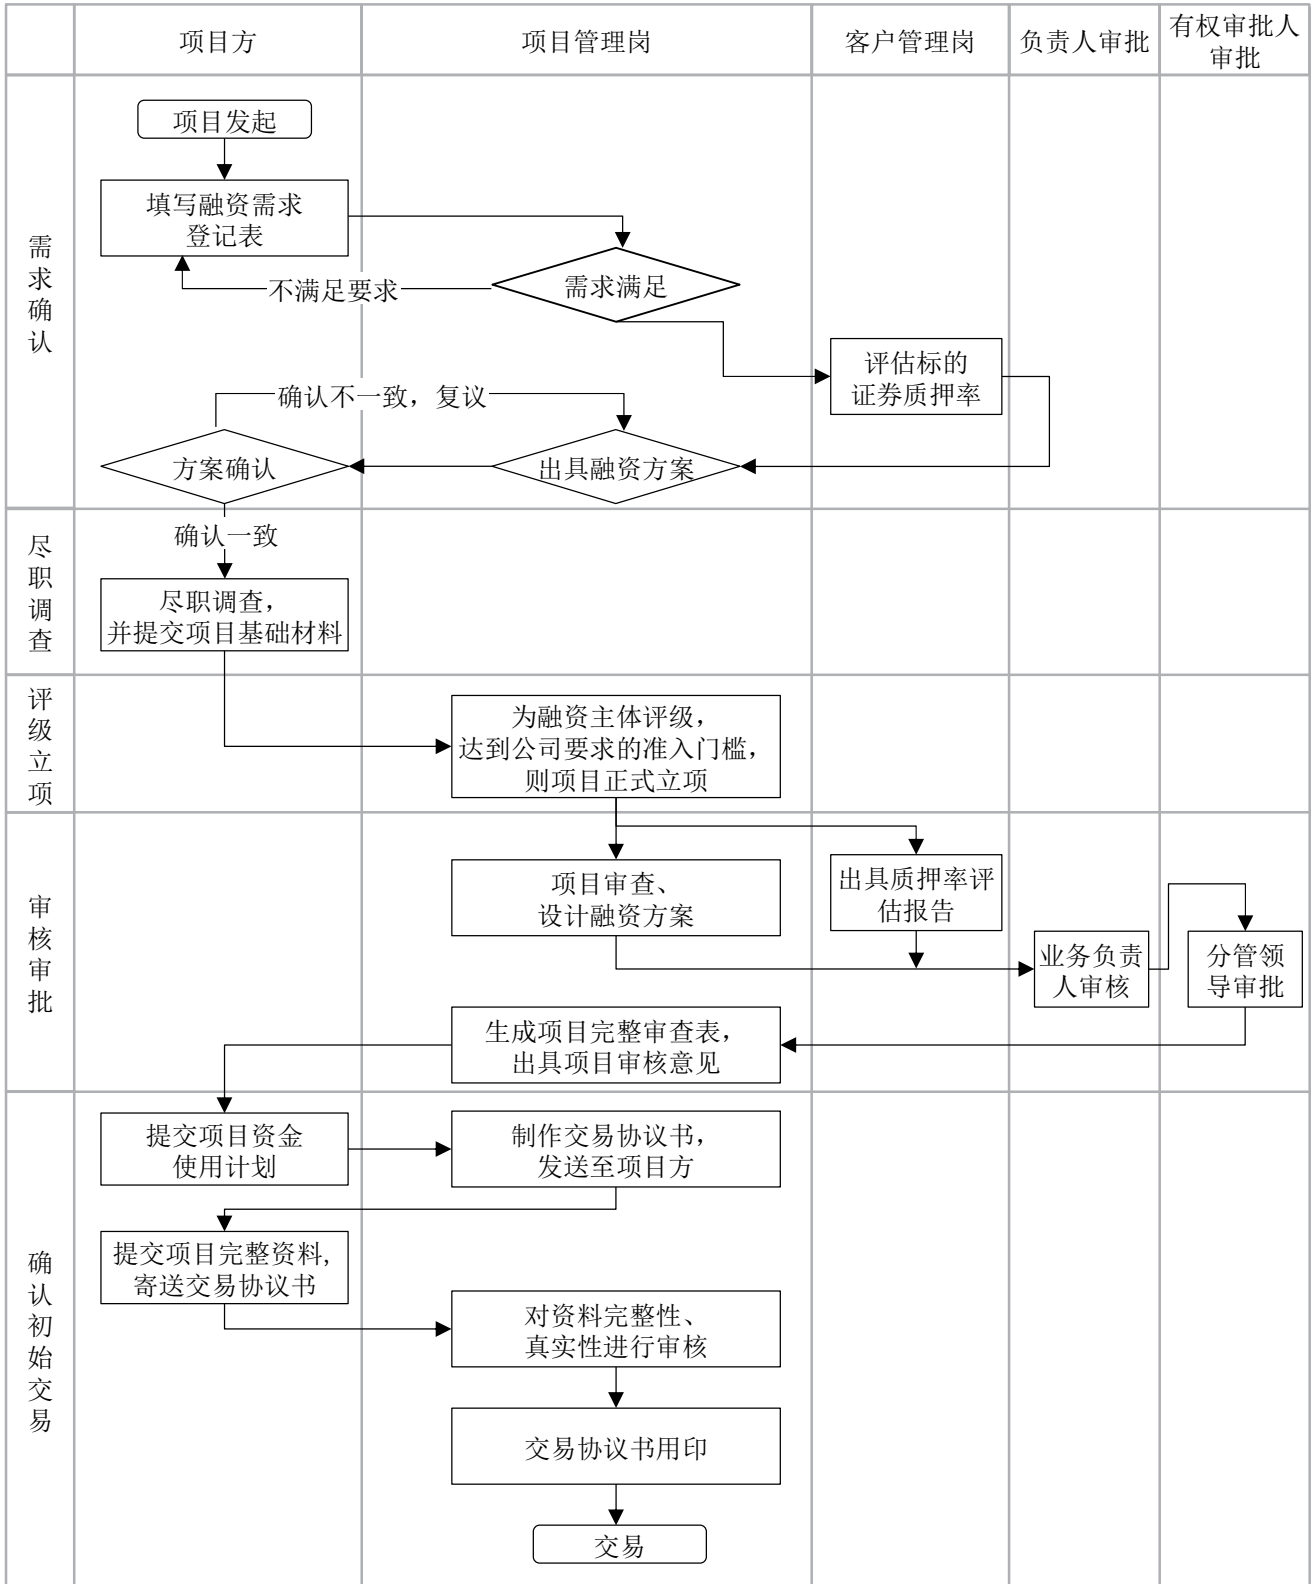 项目方
项目管理岗
客户管理岗
负责人审批
有权审批人
审批
需求确认
项目发起
填写融资需求
登记表
需求满足
不满足要求
评估标的
证券质押率
确认不一致，复议
方案确认
出具融资方案
尽职调查
确认一致
尽职调查，
并提交项目基础材料
评级立项
为融资主体评级，
达到公司要求的准入门槛，
则项目正式立项
审核审批
项目审查、
设计融资方案
出具质押率评
估报告
业务负责
人审核
分管领
导审批
生成项目完整审查表，
出具项目审核意见
确认初始交易
提交项目资金
使用计划
制作交易协议书，
发送至项目方
提交项目完整资料,
寄送交易协议书
对资料完整性、
真实性进行审核
交易协议书用印
交易